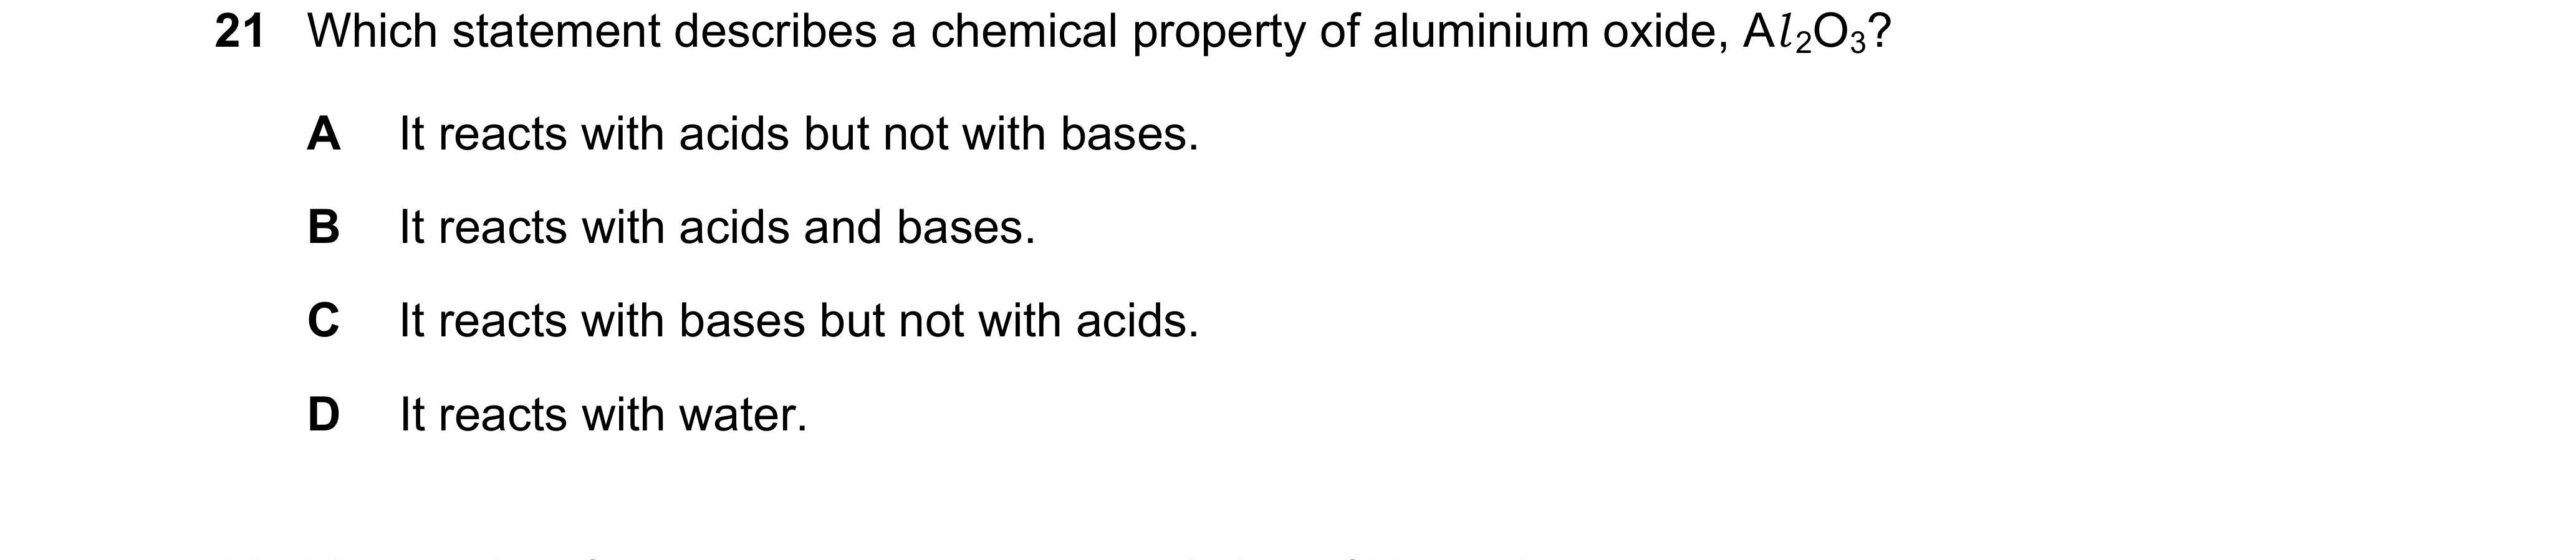 21 Which statement describes a chemical property of aluminium oxide, Al₂O₃?
A It reacts with acids but not with bases.
B It reacts with acids and bases.
C It reacts with bases but not with acids.
D It reacts with water.